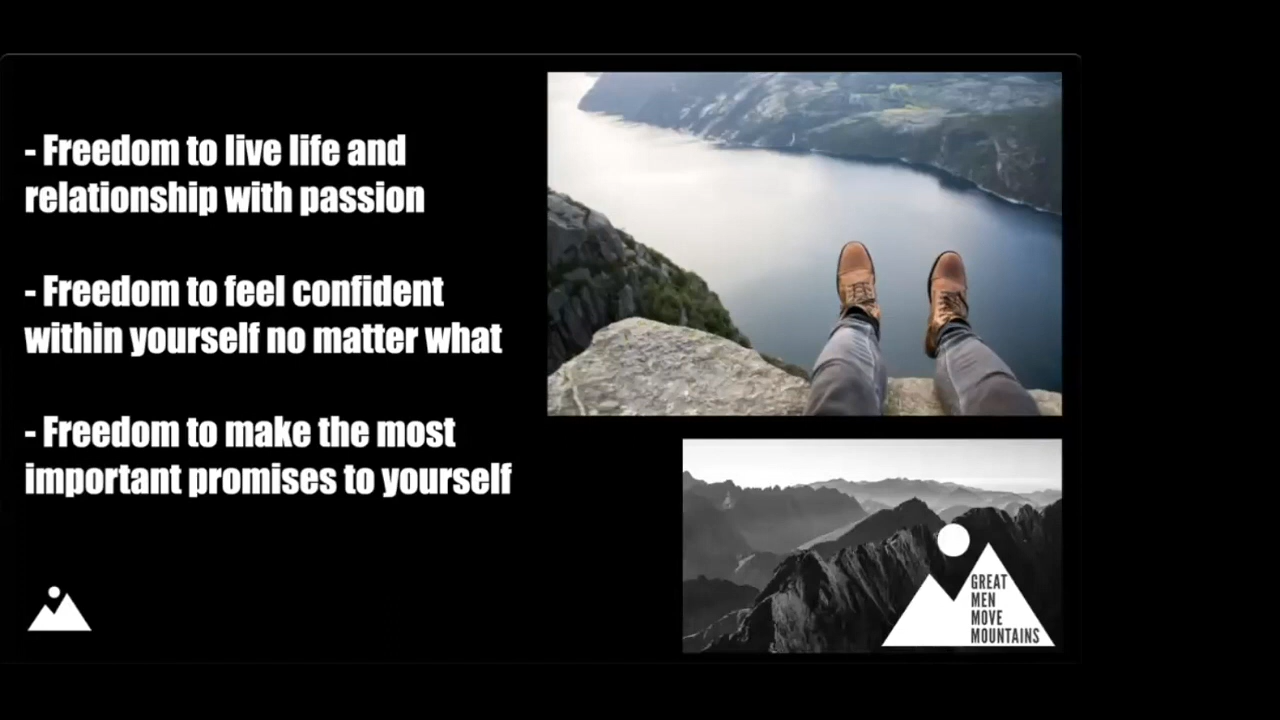 - Freedom to live life and
relationship with passion
- Freedom to feel confident
within yourself no matter what
- Freedom to make the most
important promises to yourself
GREAT
MEN
MOVE
MOUNTAINS